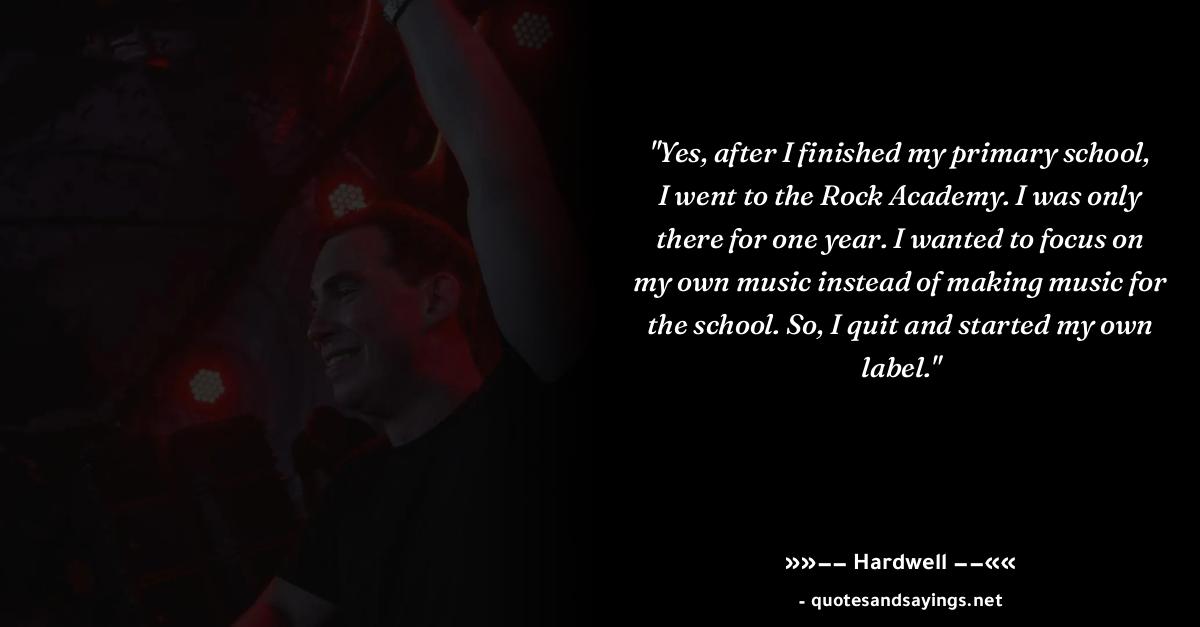 "Yes, after I finished my primary school,
I went to the Rock Academy. I was only
there for one year. I wanted to focus on
my own music instead of making music for
the school. So, I quit and started my own
label."
»»−− Hardwell −−««
- quotesandsayings.net